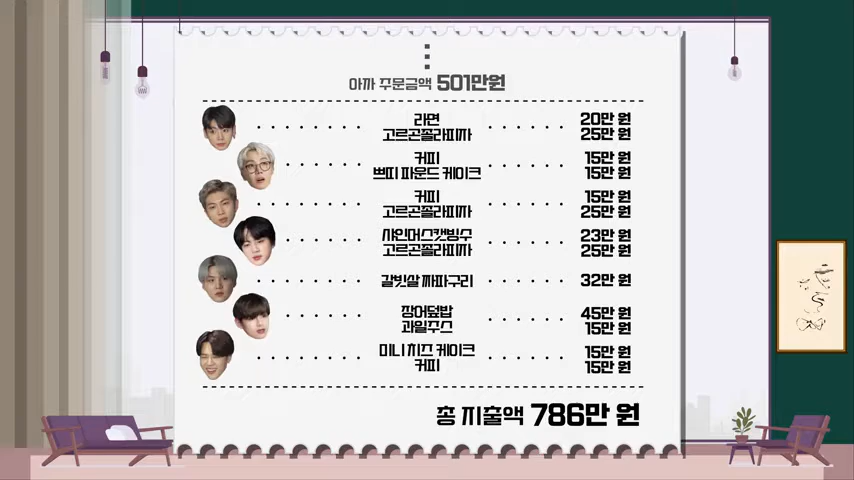 아까 주문금액 501만원
라면 20만 원
고르곤졸라피자 25만 원
커피 15만 원
쁘띠 파운드 케이크 15만 원
커피 15만 원
고르곤졸라피자 25만 원
샤인머스캣빙수 23만 원
고르곤졸라피자 25만 원
갈빗살 짜파구리 32만 원
장어덮밥 45만 원
과일주스 15만 원
미니 치즈 케이크 15만 원
커피 15만 원
총 지출액 786만 원